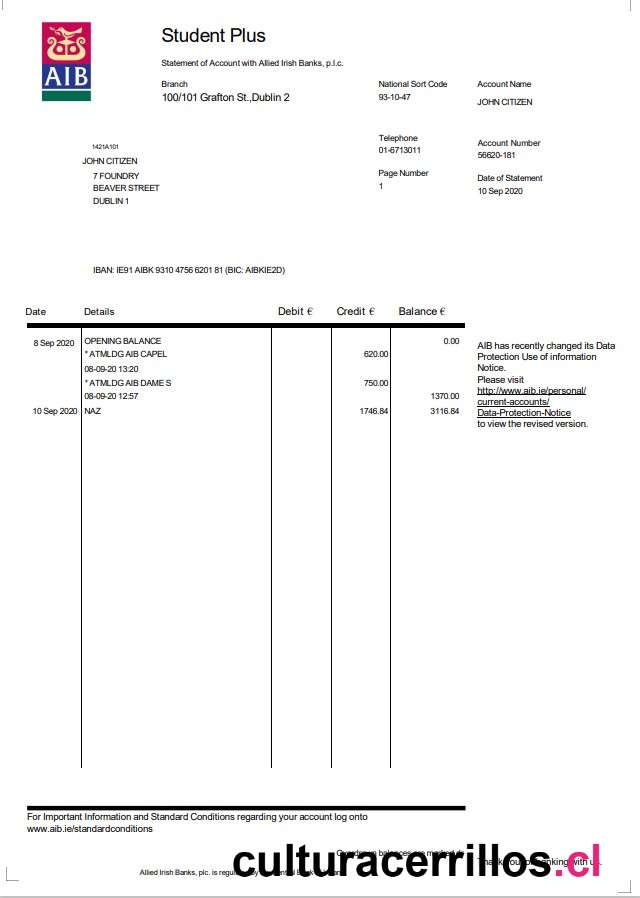 AIB
Student Plus
Statement of Account with Allied Irish Banks, p.l.c.
Branch
100/101 Grafton St.,Dublin 2
National Sort Code
93-10-47
Account Name
JOHN CITIZEN
Telephone
01-6713011
Account Number
56620-181
Page Number
1
Date of Statement
10 Sep 2020
1421A101
JOHN CITIZEN
7 FOUNDRY
BEAVER STREET
DUBLIN 1
IBAN: IE91 AIBK 9310 4756 6201 81 (BIC: AIBKIE2D)
Date Details Debit € Credit € Balance €
8 Sep 2020 OPENING BALANCE 0.00
* ATMLDG AIB CAPEL 620.00
08-09-20 13:20
* ATMLDG AIB DAME S 750.00
08-09-20 12:57 1370.00
10 Sep 2020 NAZ 1746.84 3116.84
AIB has recently changed its Data
Protection Use of information
Notice.
Please visit
http://www.aib.ie/personal/
current-accounts/
Data-Protection-Notice
to view the revised version.
For Important Information and Standard Conditions regarding your account log onto
www.aib.ie/standardconditions
balances are marked
Thank you banking with us.
Allied Irish Banks, plc. is
culturacerrillos.cl